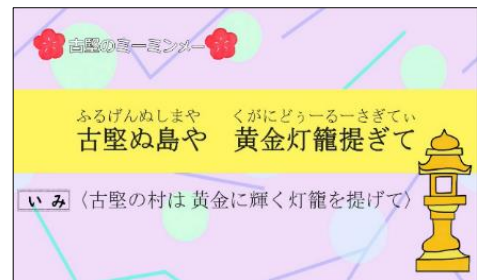 古堅のミーミンメー
ふるげんぬしまや くがにどぅーるーさぎてぃ
古堅ぬ島や 黄金灯籠提ぎて
いみ〈古堅の村は 黄金に輝く灯籠を提げて〉